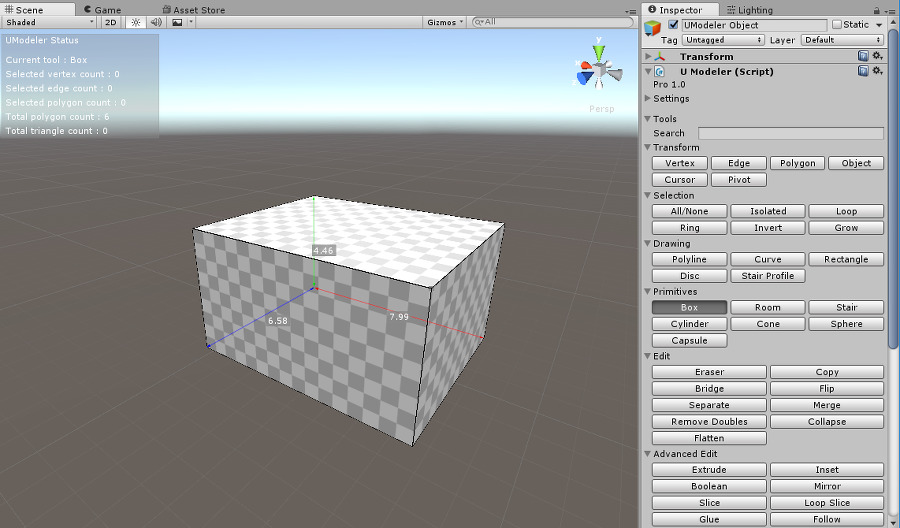 Scene
Game
Asset Store
Shaded
2D
Gizmos
All
UModeler Status
Current tool : Box
Selected vertex count : 0
Selected edge count : 0
Selected polygon count : 0
Total polygon count : 6
Total triangle count : 0
y
x
z
Persp
4.46
6.58
7.99
Inspector
Lighting
UModeler Object
Static
Tag
Untagged
Layer
Default
Transform
U Modeler (Script)
Pro 1.0
Settings
Tools
Search
Transform
Vertex Edge Polygon Object
Cursor Pivot
Selection
All/None Isolated Loop
Ring Invert Grow
Drawing
Polyline Curve Rectangle
Disc Stair Profile
Primitives
Box Room Stair
Cylinder Cone Sphere
Capsule
Edit
Eraser Copy
Bridge Flip
Separate Merge
Remove Doubles Collapse
Flatten
Advanced Edit
Extrude Inset
Boolean Mirror
Slice Loop Slice
Glue Follow